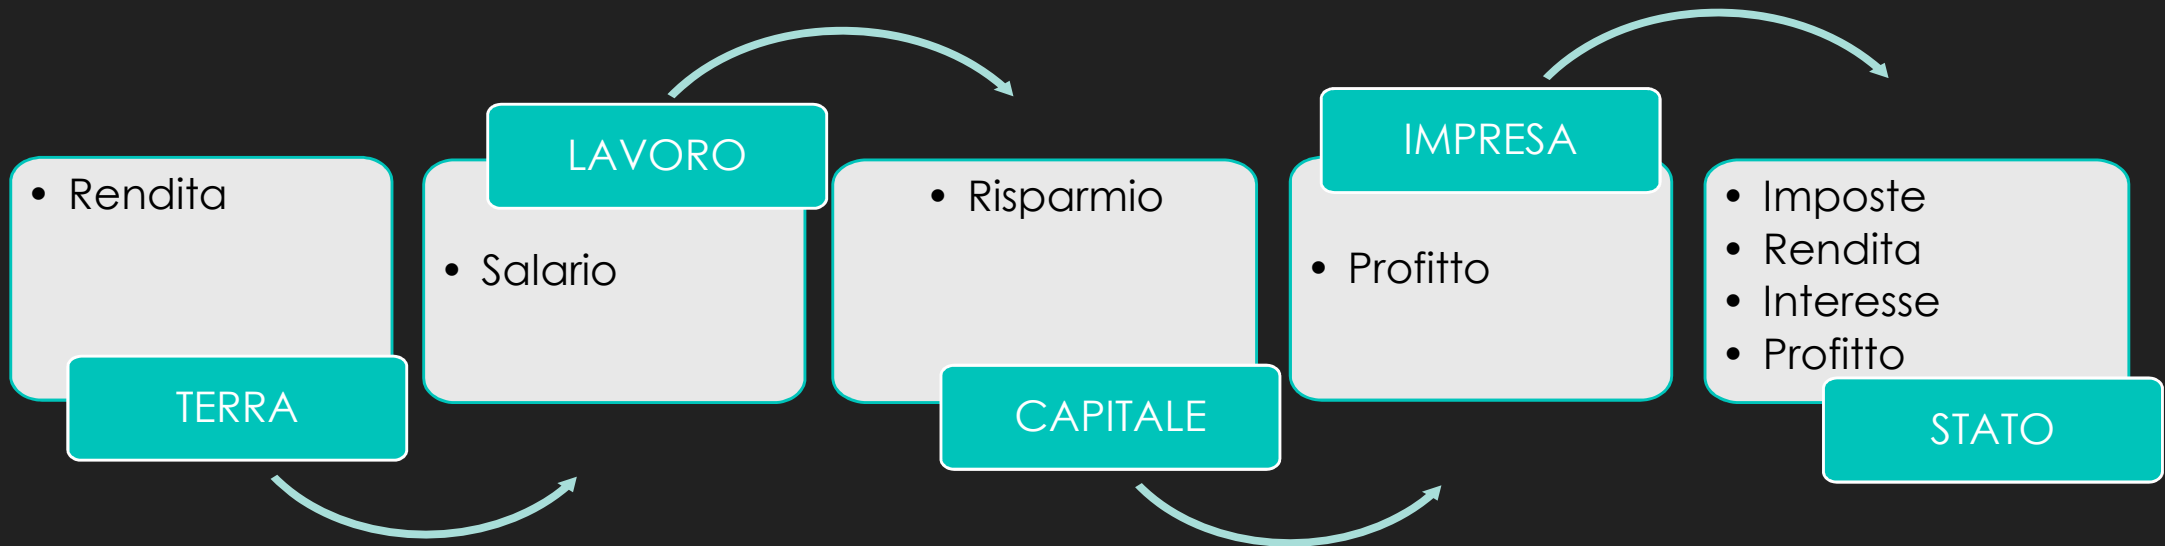 • Rendita
TERRA
LAVORO
• Salario
• Risparmio
CAPITALE
IMPRESA
• Profitto
• Imposte
• Rendita
• Interesse
• Profitto
STATO